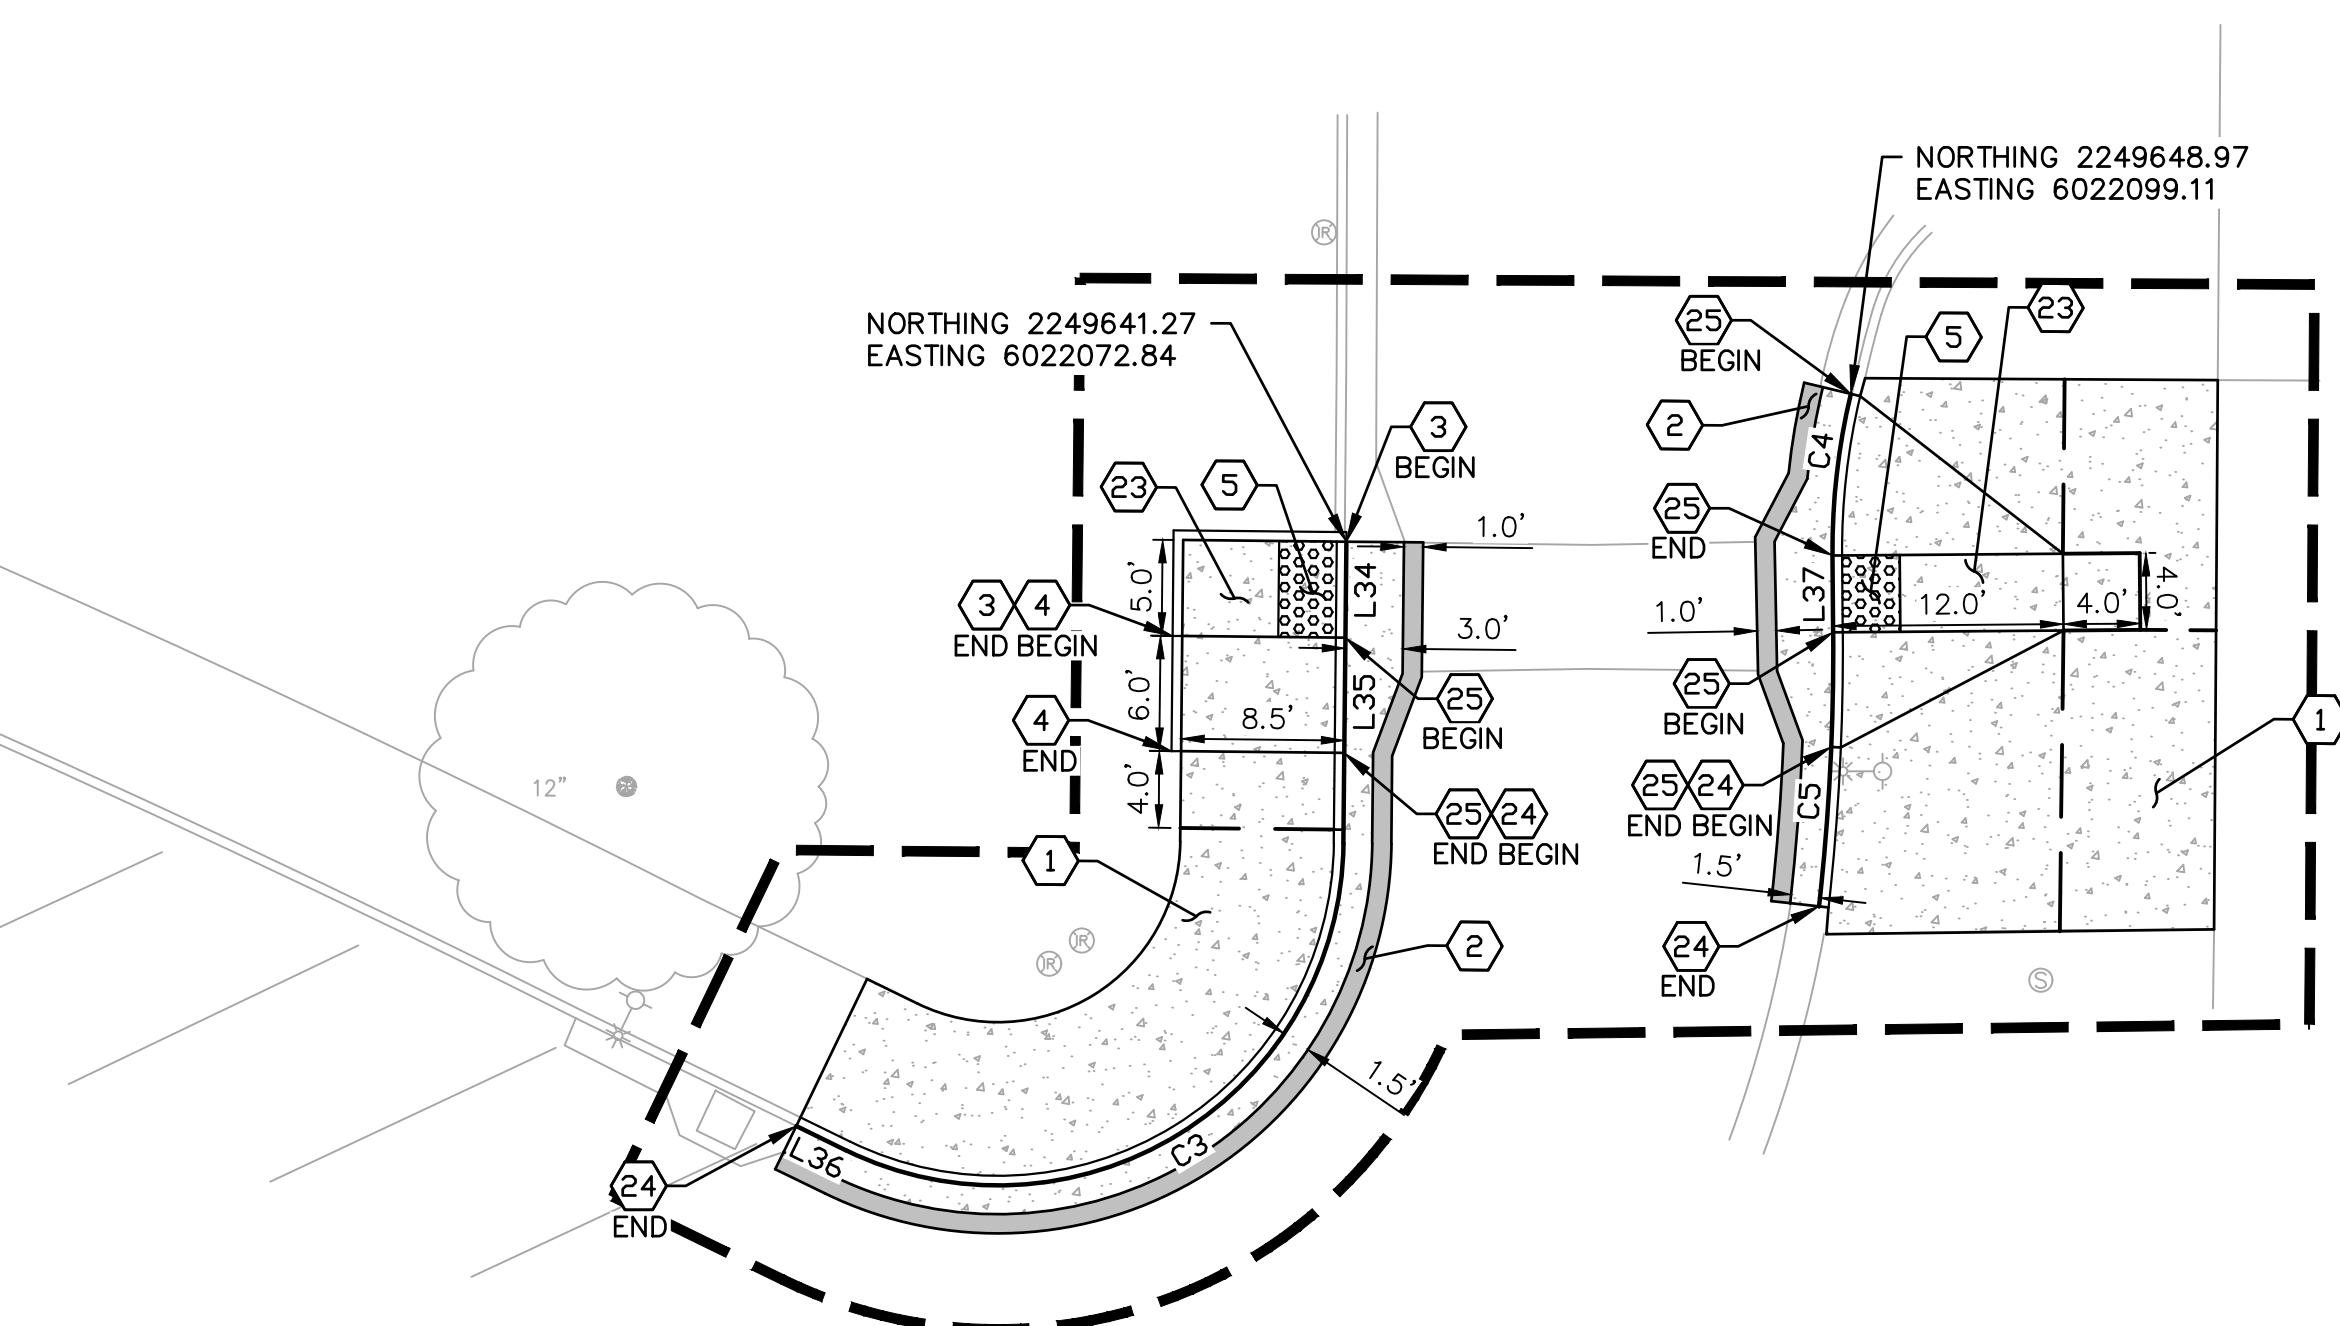 NORTHING 2249648.97
EASTING 6022099.11
NORTHING 2249641.27
EASTING 6022072.84
25
BEGIN
5
23
2
C4
3
BEGIN
23
5
1.0'
25
END
5.0'
L34
L37
12.0'
4.0'
4.0'
3 4
END BEGIN
1.0'
3.0'
6.0'
8.5'
L35
25
BEGIN
25
BEGIN
4
END
1
12"
4.0'
25 24
END BEGIN
25 24
END BEGIN
C5
1
1.5'
2
24
END
1.5'
C3
L36
24
END
R
R
R
S